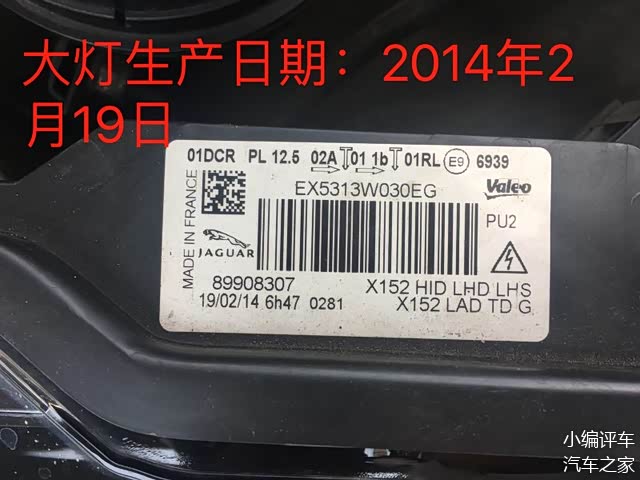 大灯生产日期：2014年2
月19日
01DCR PL 12.5 02A 01 1b 01RL E9 6939
EX5313W030EG
Valeo
PU2
MADE IN FRANCE
JAGUAR
89908307
X152 HID LHD LHS
19/02/14 6h47 0281
X152 LAD TD G
小编评车
汽车之家